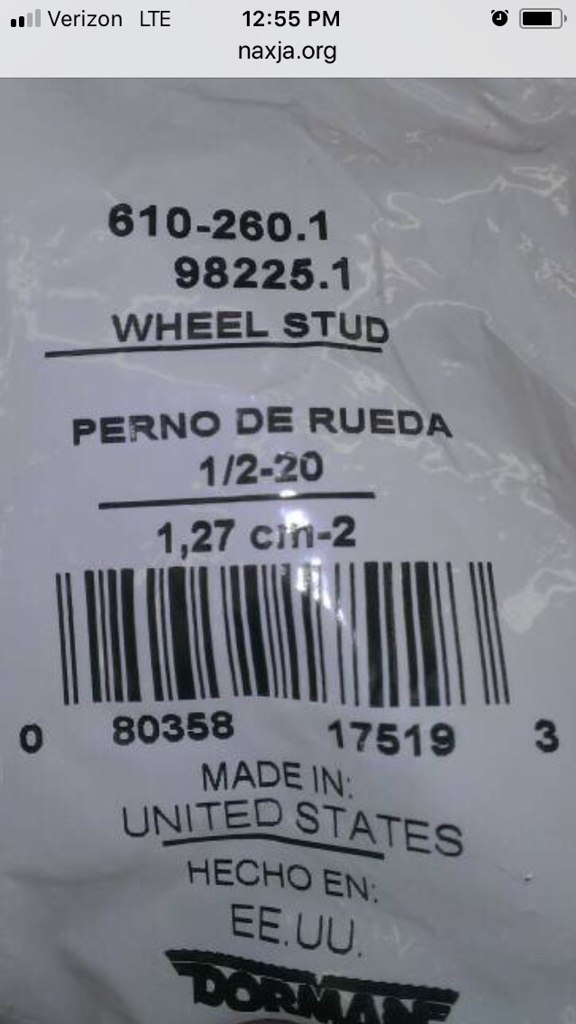 Verizon LTE 12:55 PM
naxja.org
610-260.1
98225.1
WHEEL STUD
PERNO DE RUEDA
1/2-20
1,27 cm-2
0 80358 17519 3
MADE IN:
UNITED STATES
HECHO EN:
EE.UU.
DORMAN